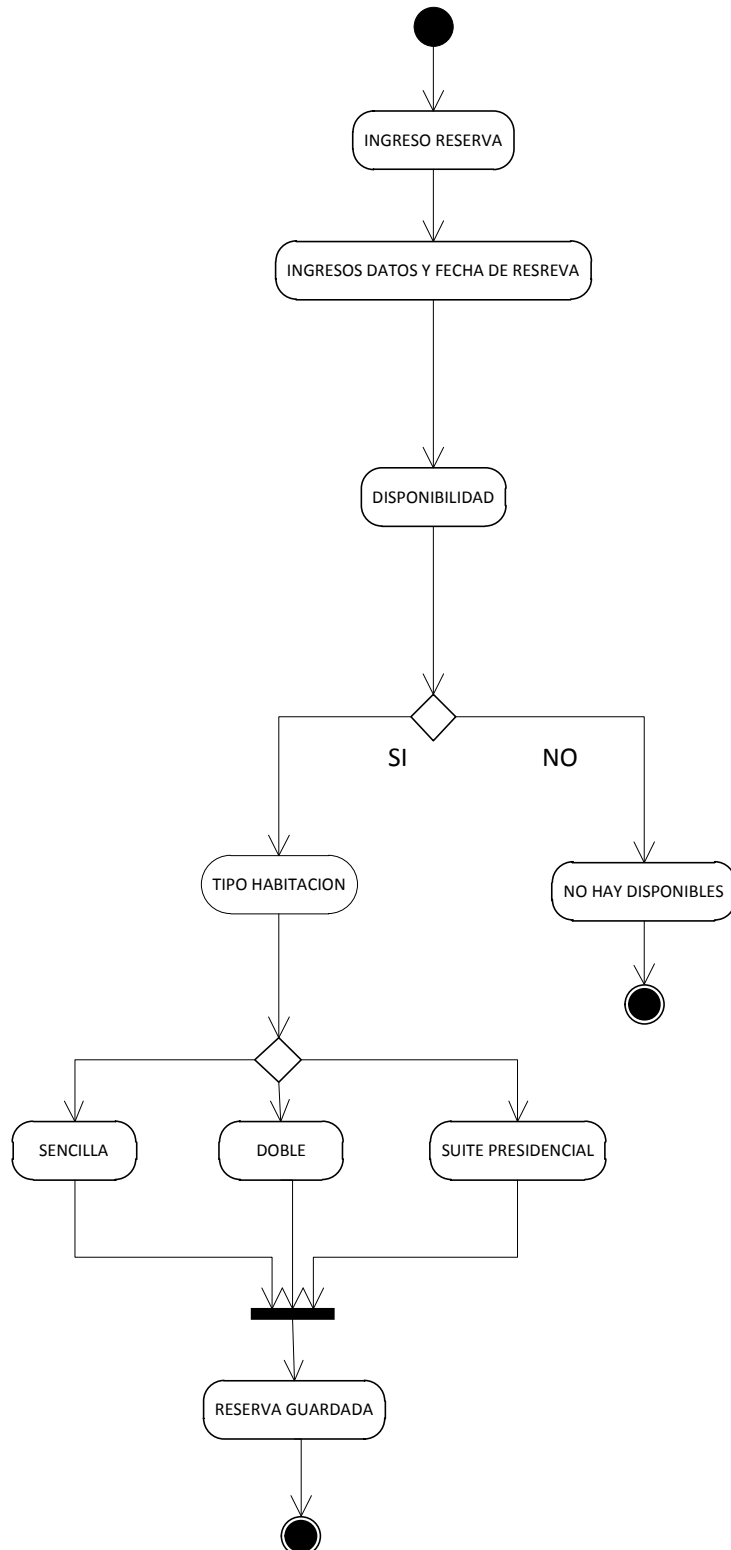 INGRESO RESERVA
INGRESOS DATOS Y FECHA DE RESREVA
DISPONIBILIDAD
SI
NO
TIPO HABITACION
NO HAY DISPONIBLES
SENCILLA
DOBLE
SUITE PRESIDENCIAL
RESERVA GUARDADA